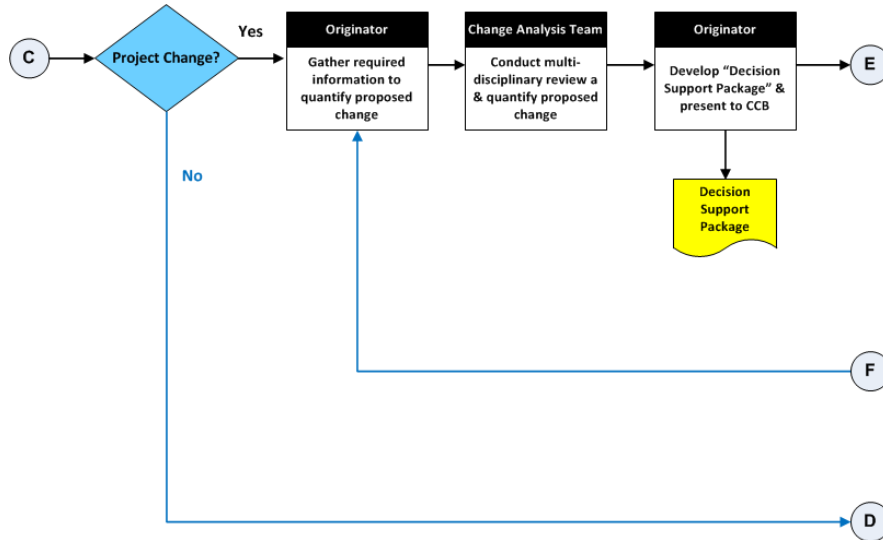 C
Project Change?
Yes
No
Originator
Gather required
information to
quantify proposed
change
Change Analysis Team
Conduct multi-
disciplinary review a
& quantify proposed
change
Originator
Develop “Decision
Support Package” &
present to CCB
E
Decision
Support
Package
F
D